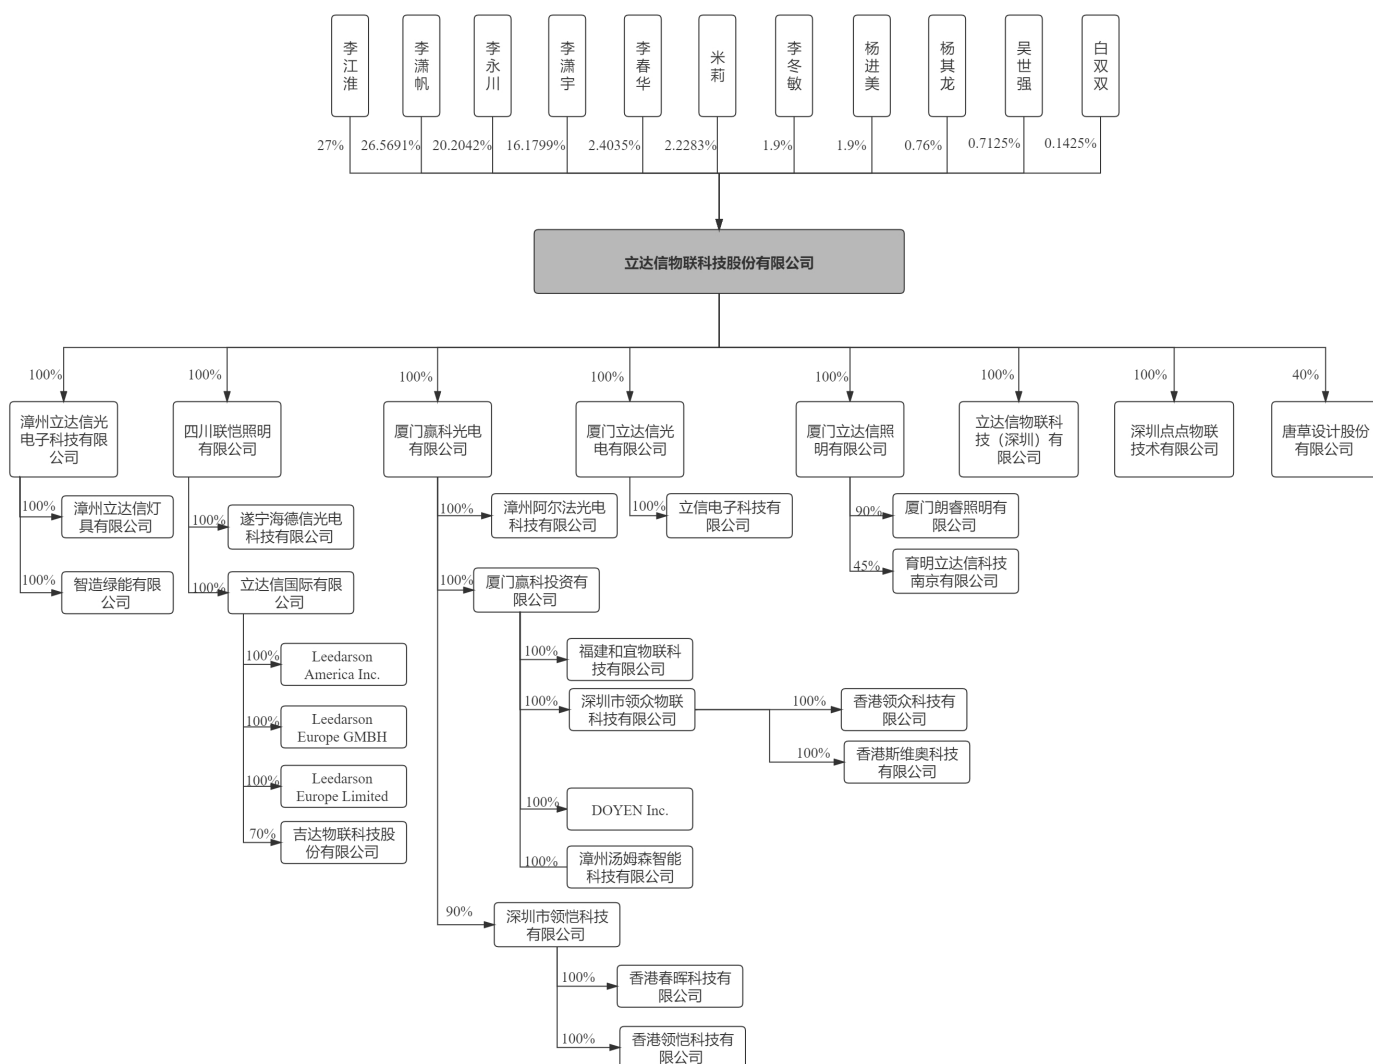 李江淮
李潇帆
李永川
李潇宇
李春华
米莉
李冬敏
杨进美
杨其龙
吴世强
白双双
27%
26.5691%
20.2042%
16.1799%
2.4035%
2.2283%
1.9%
1.9%
0.76%
0.7125%
0.1425%
立达信物联科技股份有限公司
100%
100%
100%
100%
100%
100%
100%
40%
漳州立达信光
电子科技有限
公司
四川联恺照明
有限公司
厦门赢科光电
有限公司
厦门立达信光
电有限公司
厦门立达信照
明有限公司
立达信物联科
技（深圳）有
限公司
深圳点点物联
技术有限公司
唐草设计股份
有限公司
100%
漳州立达信灯
具有限公司
100%
智造绿能有限
公司
100%
遂宁海德信光电
科技有限公司
100%
立达信国际有限
公司
100%
Leedarson
America Inc.
100%
Leedarson
Europe GMBH
100%
Leedarson
Europe Limited
70%
吉达物联科技股
份有限公司
100%
漳州阿尔法光电
科技有限公司
100%
厦门赢科投资有
限公司
100%
福建和宜物联科
技有限公司
100%
深圳市领众物联
科技有限公司
100%
香港领众科技有
限公司
100%
香港斯维奥科技
有限公司
100%
DOYEN Inc.
100%
漳州汤姆森智能
科技有限公司
90%
深圳市领恺科技
有限公司
100%
香港春晖科技有
限公司
100%
香港领恺科技有
限公司
100%
立信电子科技有
限公司
90%
厦门朗睿照明有
限公司
45%
育明立达信科技
南京有限公司